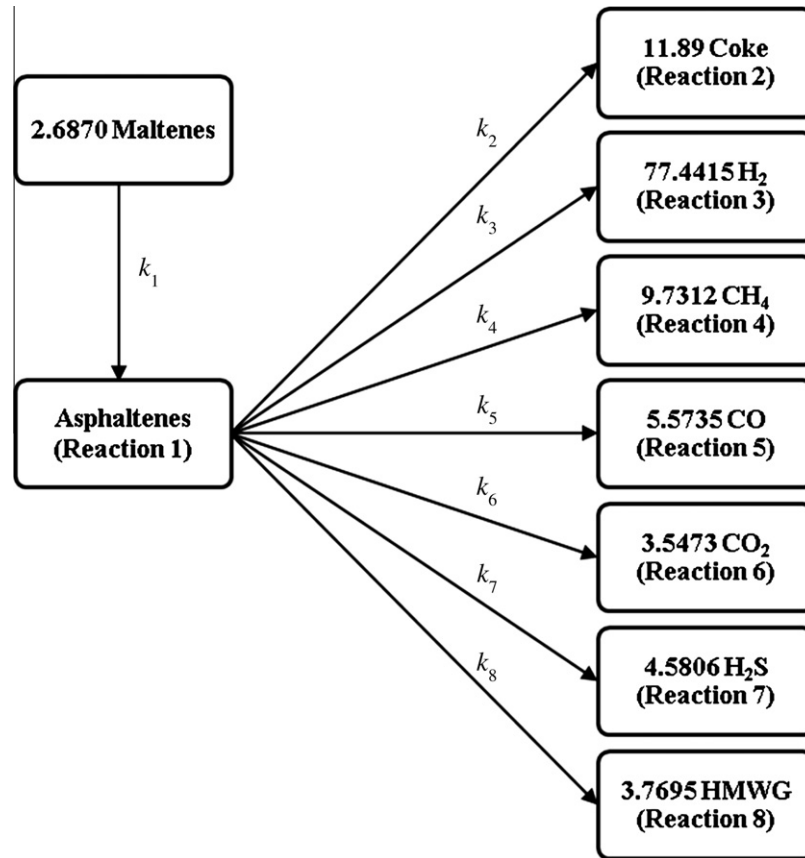 2.6870 Maltenes
k₁
Asphaltenes
(Reaction 1)
k₂
k₃
k₄
k₅
k₆
k₇
k₈
11.89 Coke
(Reaction 2)
77.4415 H₂
(Reaction 3)
9.7312 CH₄
(Reaction 4)
5.5735 CO
(Reaction 5)
3.5473 CO₂
(Reaction 6)
4.5806 H₂S
(Reaction 7)
3.7695 HMWG
(Reaction 8)